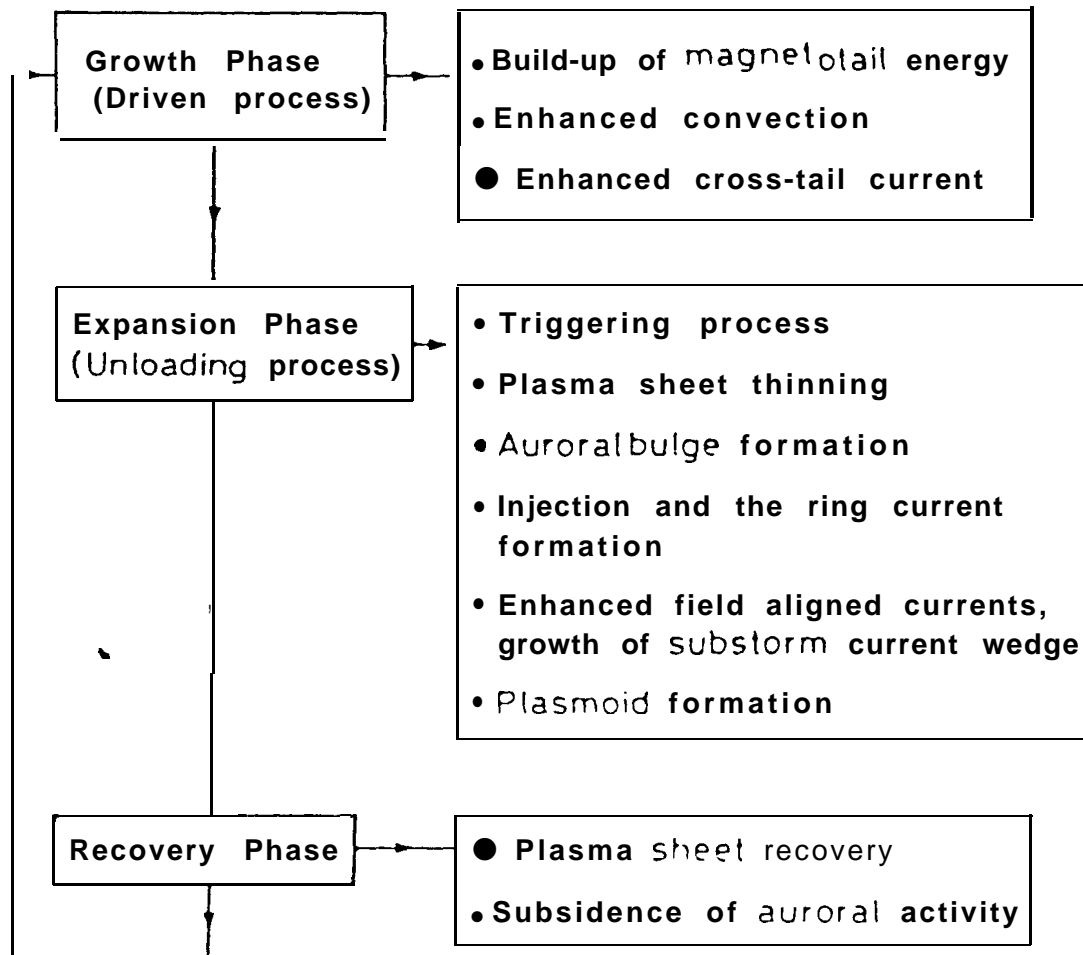 Growth Phase
(Driven process)
• Build-up of magnetotail energy
• Enhanced convection
● Enhanced cross-tail current
Expansion Phase
(Unloading process)
• Triggering process
• Plasma sheet thinning
• Auroral bulge formation
• Injection and the ring current
formation
• Enhanced field aligned currents,
growth of substorm current wedge
• Plasmoid formation
Recovery Phase
● Plasma sheet recovery
• Subsidence of auroral activity